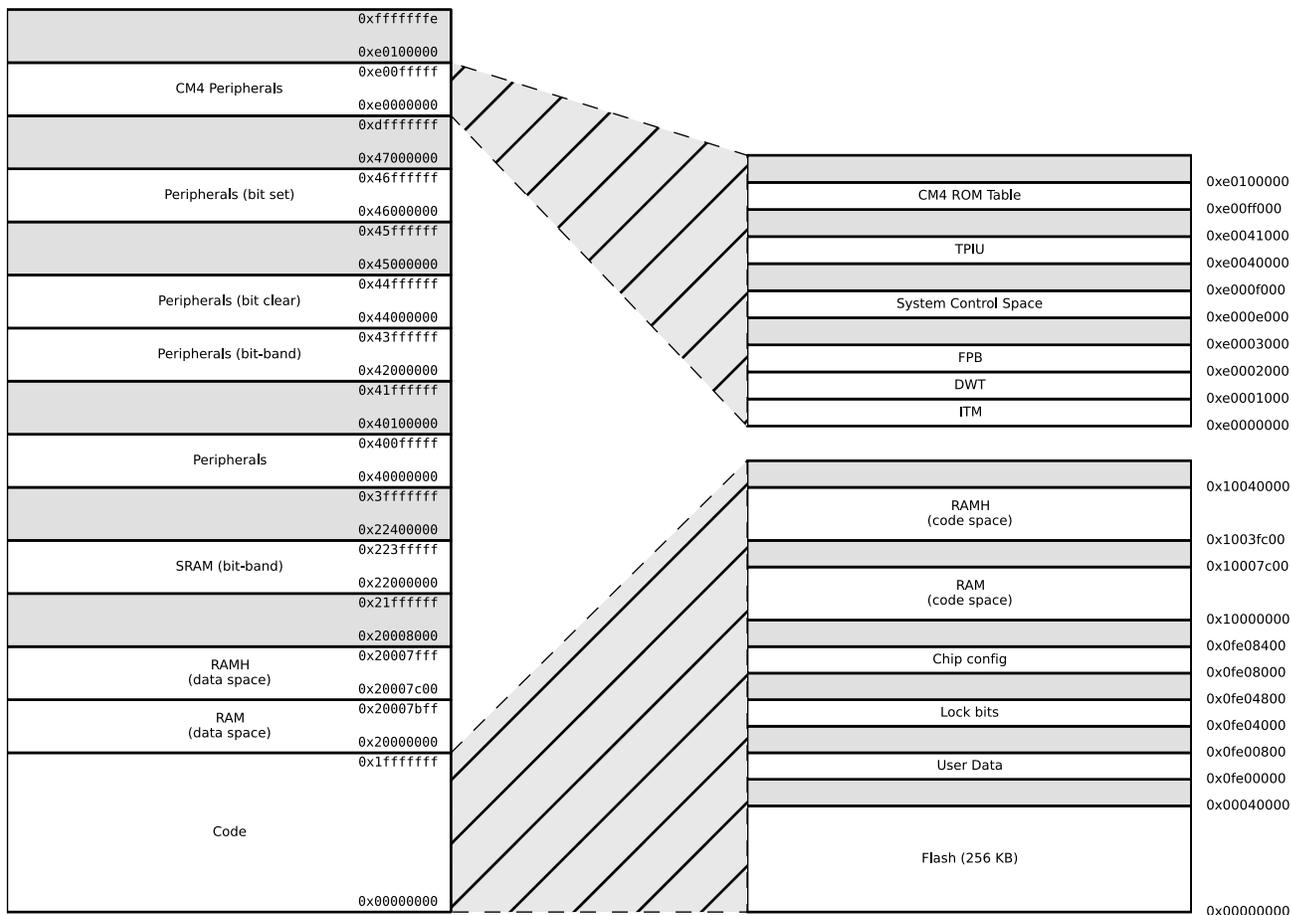 0xfffffffe
0xe0100000
0xe00fffff
CM4 Peripherals
0xe0000000
0xdfffffff
0x47000000
0x46ffffff
Peripherals (bit set)
0x46000000
0x45ffffff
0x45000000
0x44ffffff
Peripherals (bit clear)
0x44000000
0x43ffffff
Peripherals (bit-band)
0x42000000
0x41ffffff
0x40100000
0x400fffff
Peripherals
0x40000000
0x3fffffff
0x22400000
0x223fffff
SRAM (bit-band)
0x22000000
0x21ffffff
0x20008000
0x20007fff
RAMH
(data space)
0x20007c00
0x20007bff
RAM
(data space)
0x20000000
0x1fffffff
Code
0x00000000
0xe0100000
CM4 ROM Table
0xe00ff000
0xe0041000
TPIU
0xe0040000
0xe000f000
System Control Space
0xe000e000
0xe0003000
FPB
0xe0002000
DWT
0xe0001000
ITM
0xe0000000
0x10040000
RAMH
(code space)
0x1003fc00
0x10007c00
RAM
(code space)
0x10000000
0x0fe08400
Chip config
0x0fe08000
0x0fe04800
Lock bits
0x0fe04000
0x0fe00800
User Data
0x0fe00000
0x00040000
Flash (256 KB)
0x00000000